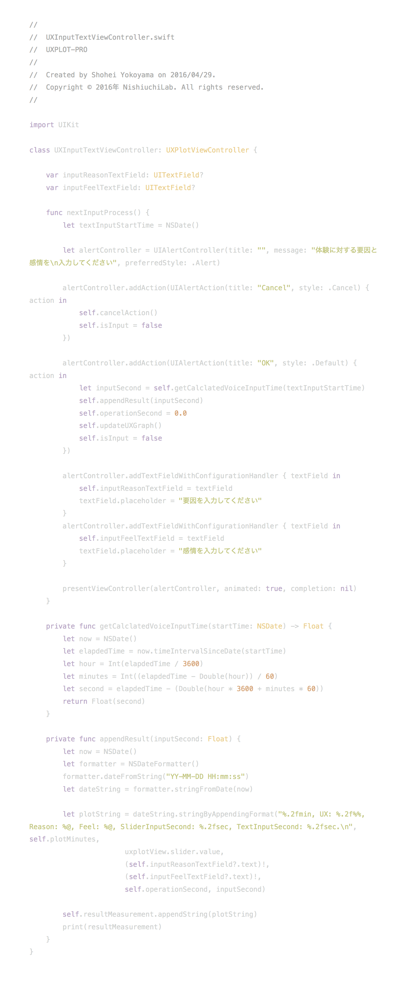 //
//  UXInputTextViewController.swift
//  UXPLOT-PRO
//
//  Created by Shohei Yokoyama on 2016/04/29.
//  Copyright © 2016年 NishiuchiLab. All rights reserved.
//

import UIKit

class UXInputTextViewController: UXPlotViewController {

    var inputReasonTextField: UITextField?
    var inputFeelTextField: UITextField?

    func nextInputProcess() {
        let textInputStartTime = NSDate()

        let alertController = UIAlertController(title: "", message: "体験に対する要因と
感情を\n入力してください", preferredStyle: .Alert)

        alertController.addAction(UIAlertAction(title: "Cancel", style: .Cancel) {
action in
            self.cancelAction()
            self.isInput = false
        })

        alertController.addAction(UIAlertAction(title: "OK", style: .Default) {
action in
            let inputSecond = self.getCalclatedVoiceInputTime(textInputStartTime)
            self.appendResult(inputSecond)
            self.operationSecond = 0.0
            self.updateUXGraph()
            self.isInput = false
        })

        alertController.addTextFieldWithConfigurationHandler { textField in
            self.inputReasonTextField = textField
            textField.placeholder = "要因を入力してください"
        }
        alertController.addTextFieldWithConfigurationHandler { textField in
            self.inputFeelTextField = textField
            textField.placeholder = "感情を入力してください"
        }

        presentViewController(alertController, animated: true, completion: nil)
    }

    private func getCalclatedVoiceInputTime(startTime: NSDate) -> Float {
        let now = NSDate()
        let elapdedTime = now.timeIntervalSinceDate(startTime)
        let hour = Int(elapdedTime / 3600)
        let minutes = Int((elapdedTime - Double(hour)) / 60)
        let second = elapdedTime - (Double(hour * 3600 + minutes * 60))
        return Float(second)
    }

    private func appendResult(inputSecond: Float) {
        let now = NSDate()
        let formatter = NSDateFormatter()
        formatter.dateFromString("YY-MM-DD HH:mm:ss")
        let dateString = formatter.stringFromDate(now)

        let plotString = dateString.stringByAppendingFormat("%.2fmin, UX: %.2f%%,
Reason: %@, Feel: %@, SliderInputSecond: %.2fsec, TextInputSecond: %.2fsec.\n",
self.plotMinutes,
                       uxplotView.slider.value,
                       (self.inputReasonTextField?.text)!,
                       (self.inputFeelTextField?.text)!,
                       self.operationSecond, inputSecond)

        self.resultMeasurement.appendString(plotString)
        print(resultMeasurement)
    }
}